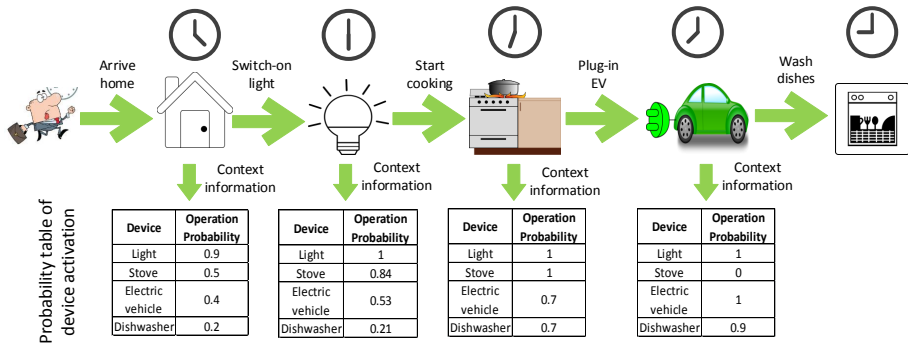 Arrive
home
Switch-on
light
Start
cooking
Plug-in
EV
Wash
dishes
Context
information
Context
information
Context
information
Context
information
Probability table of
device activation
Device Operation Probability
Light 0.9
Stove 0.5
Electric vehicle 0.4
Dishwasher 0.2
Device Operation Probability
Light 1
Stove 0.84
Electric vehicle 0.53
Dishwasher 0.21
Device Operation Probability
Light 1
Stove 1
Electric vehicle 0.7
Dishwasher 0.7
Device Operation Probability
Light 1
Stove 0
Electric vehicle 1
Dishwasher 0.9